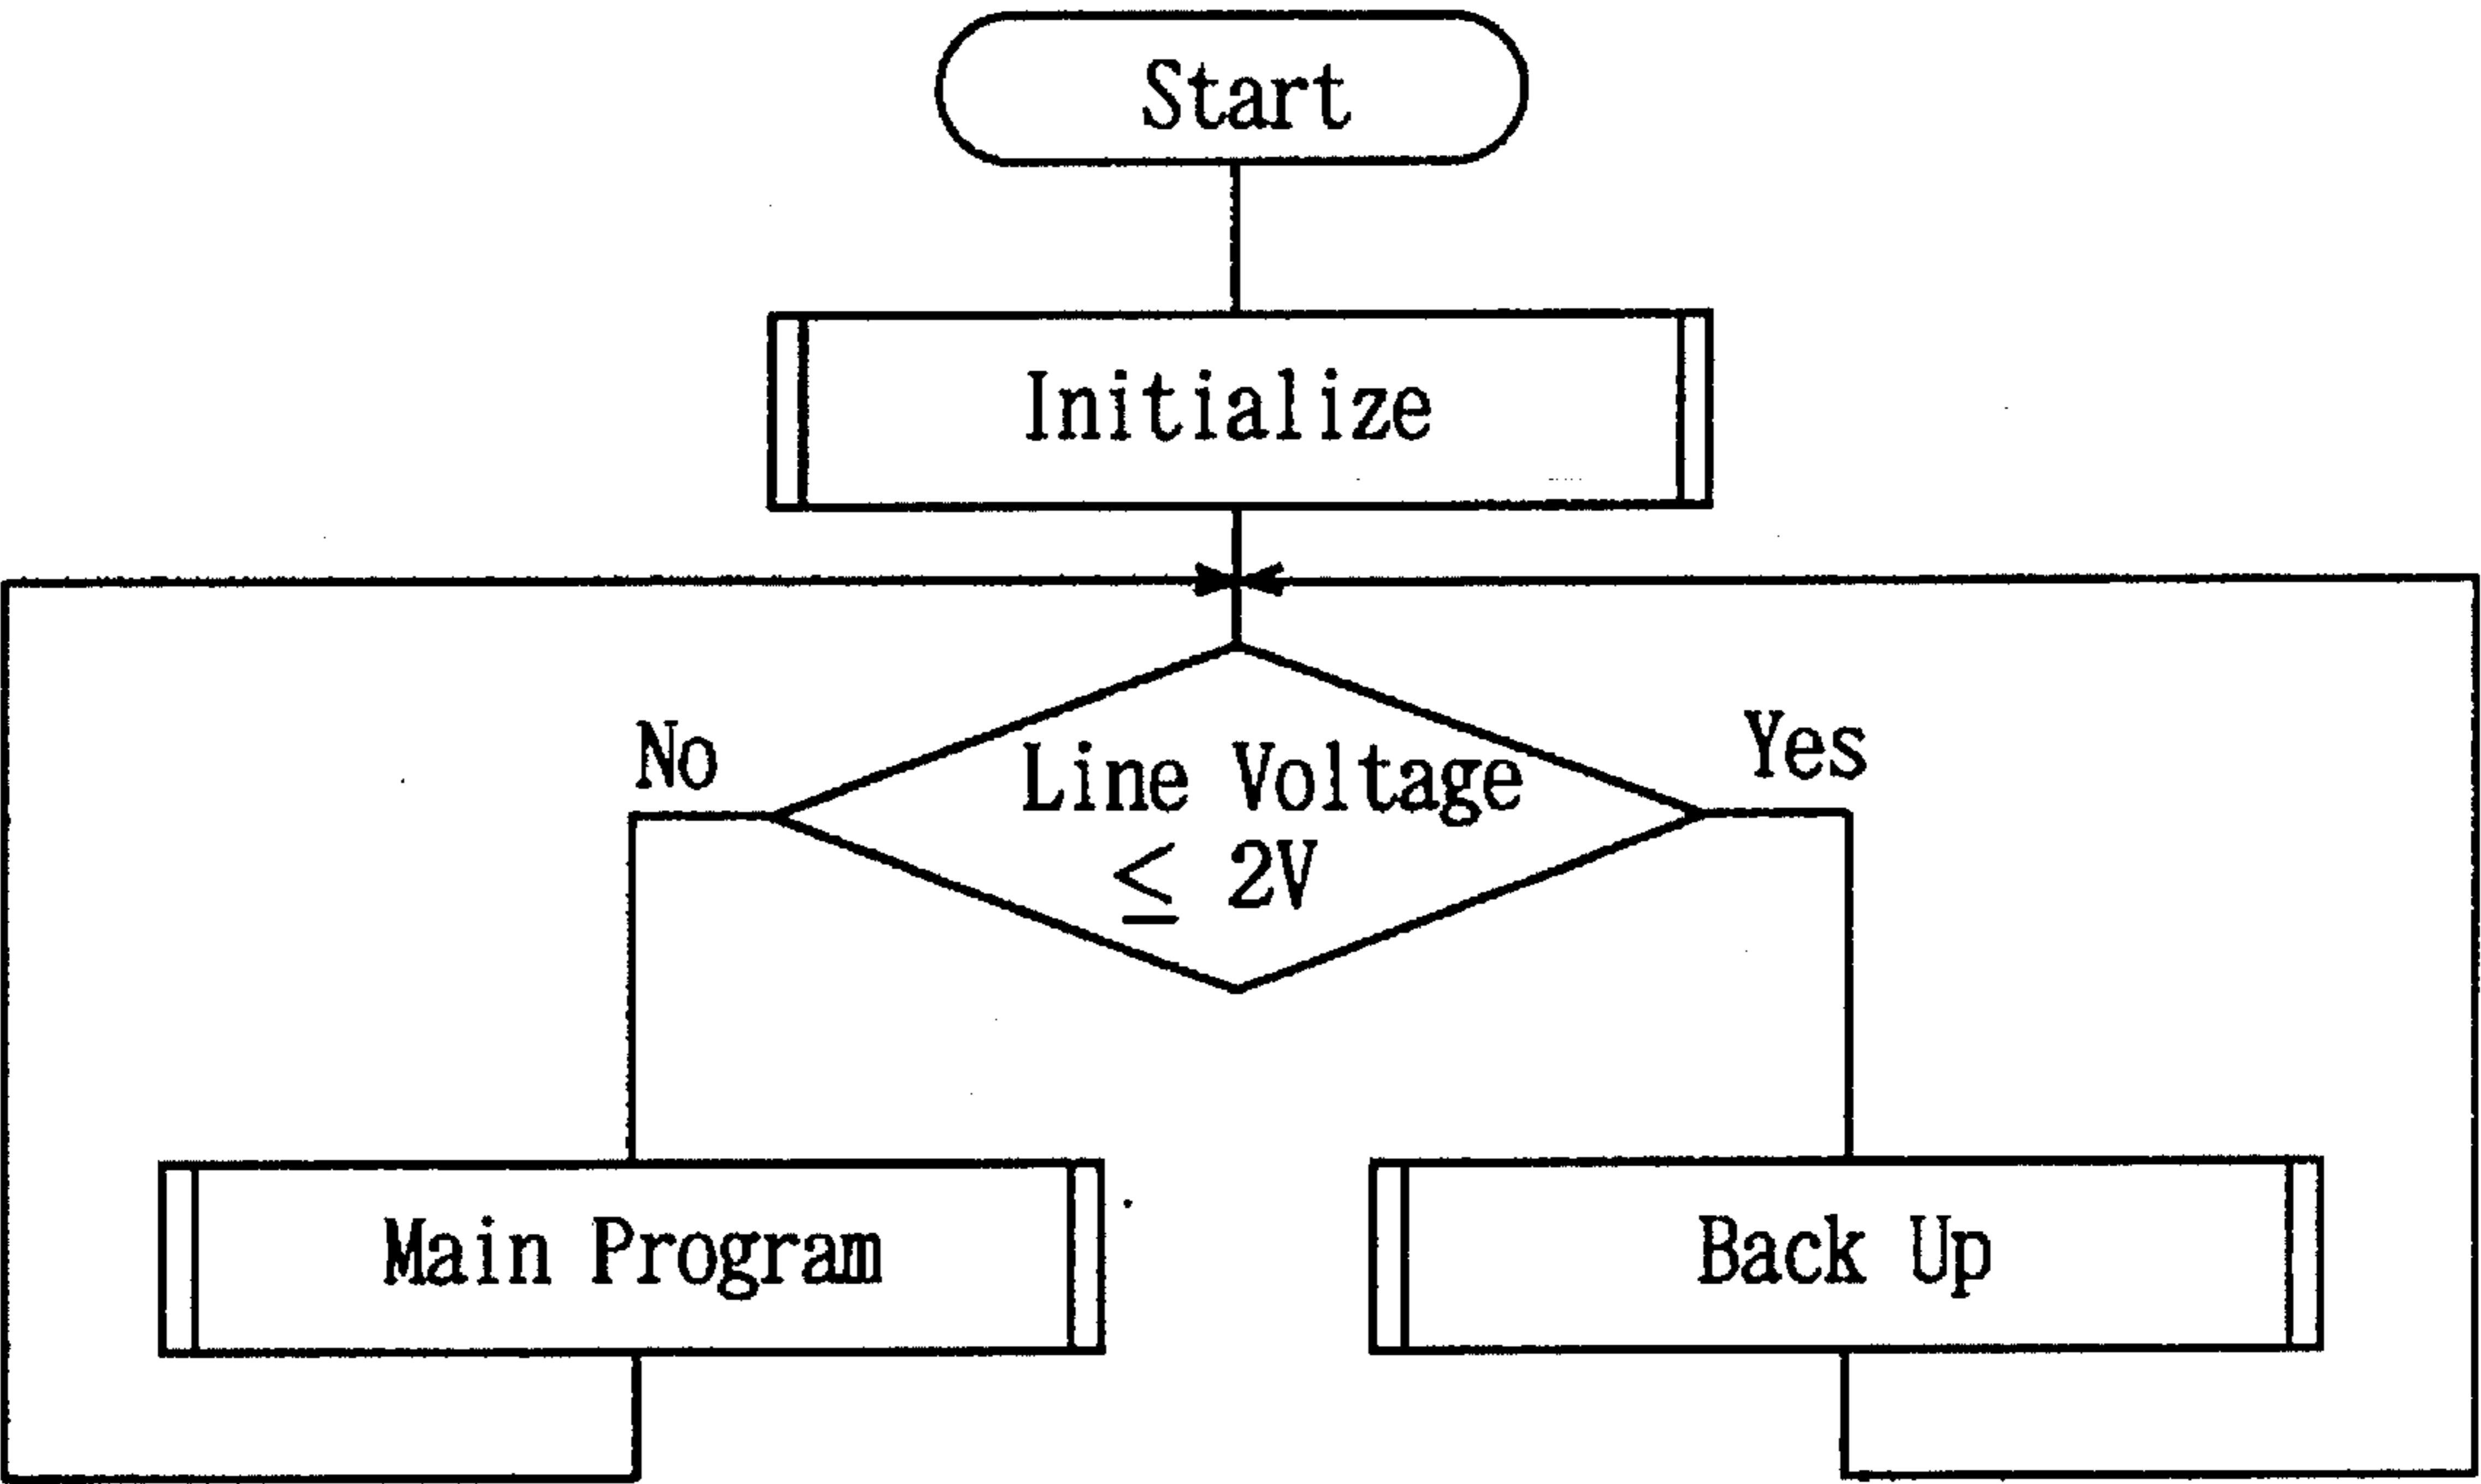 Start
Initialize
No
Line Voltage
≤ 2V
Yes
Main Program
Back Up